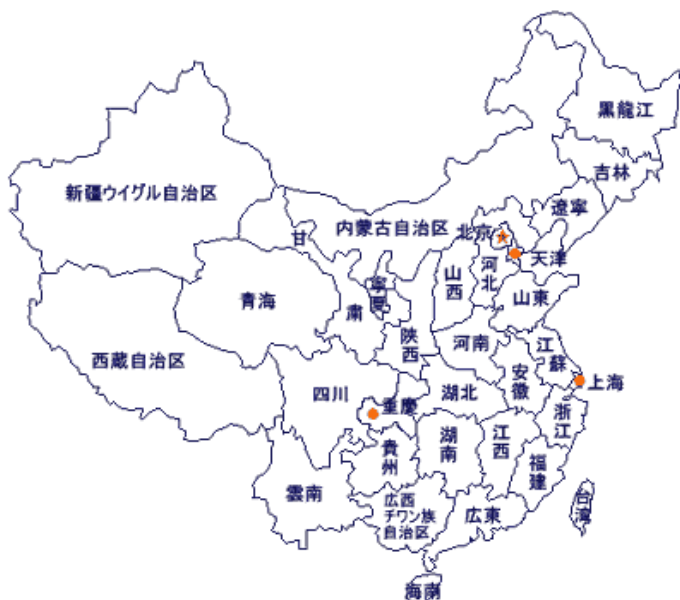 黒龍江
吉林
遼寧
新疆ウイグル自治区
内蒙古自治区
北京
天津
甘
粛
寧
夏
山
西
河
北
山東
青海
西蔵自治区
陝
西
河南
江
蘇
安
徽
上海
四川
重慶
湖北
浙
江
湖
南
江
西
貴
州
福
建
雲南
広西
チワン族
自治区
広東
台
湾
海南